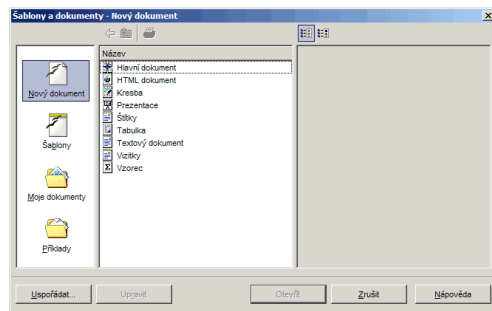 Šablony a dokumenty - Nový dokument
Název
Hlavní dokument
HTML dokument
Kresba
Prezentace
Štítky
Tabulka
Textový dokument
Vizitky
Vzorec
Nový dokument
Šablony
Moje dokumenty
Příklady
Uspořádat...
Upravit
Otevřít
Zrušit
Nápověda